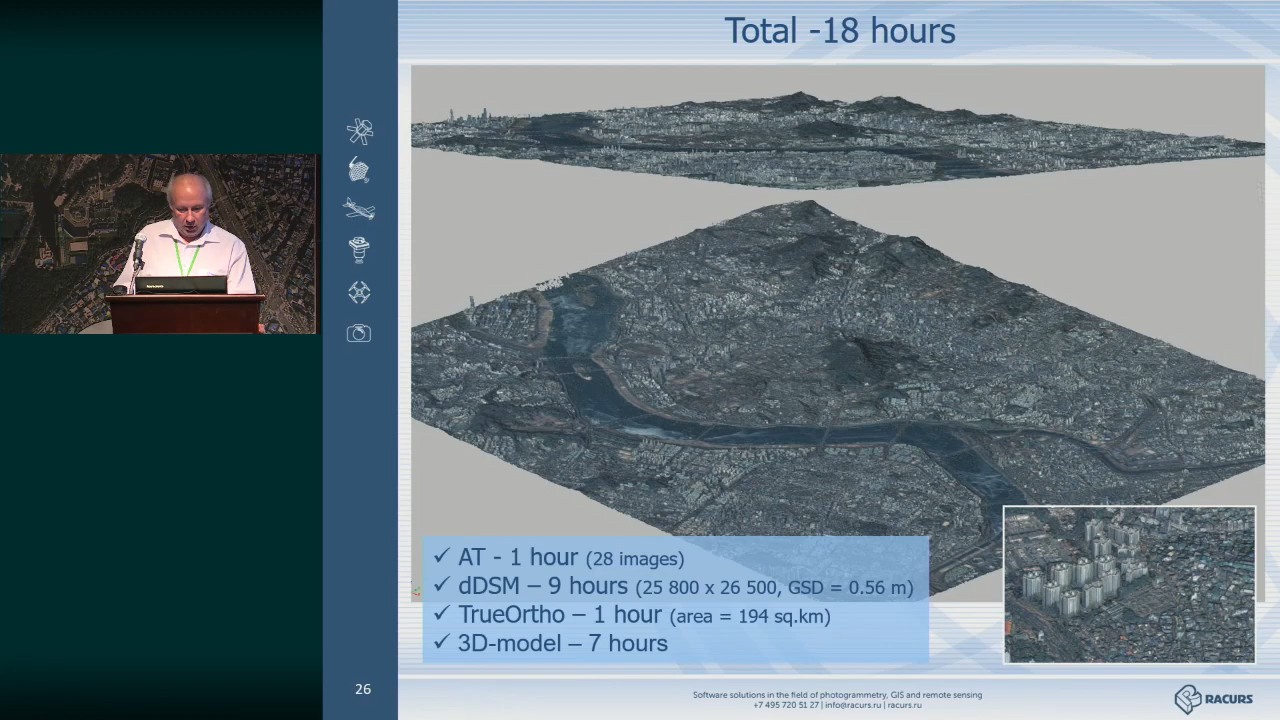 Total -18 hours
✓ AT - 1 hour (28 images)
✓ dDSM – 9 hours (25 800 x 26 500, GSD = 0.56 m)
✓ TrueOrtho – 1 hour (area = 194 sq.km)
✓ 3D-model – 7 hours
26
Software solutions in the field of photogrammetry, GIS and remote sensing
+7 495 720 51 27 | info@racurs.ru | racurs.ru
RACURS